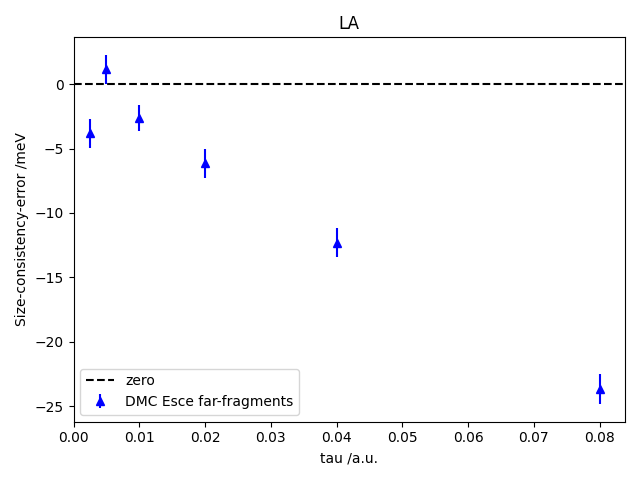 LA
0
−5
−10
−15
−20
−25
Size-consistency-error /meV
zero
DMC Esce far-fragments
0.00 0.01 0.02 0.03 0.04 0.05 0.06 0.07 0.08
tau /a.u.